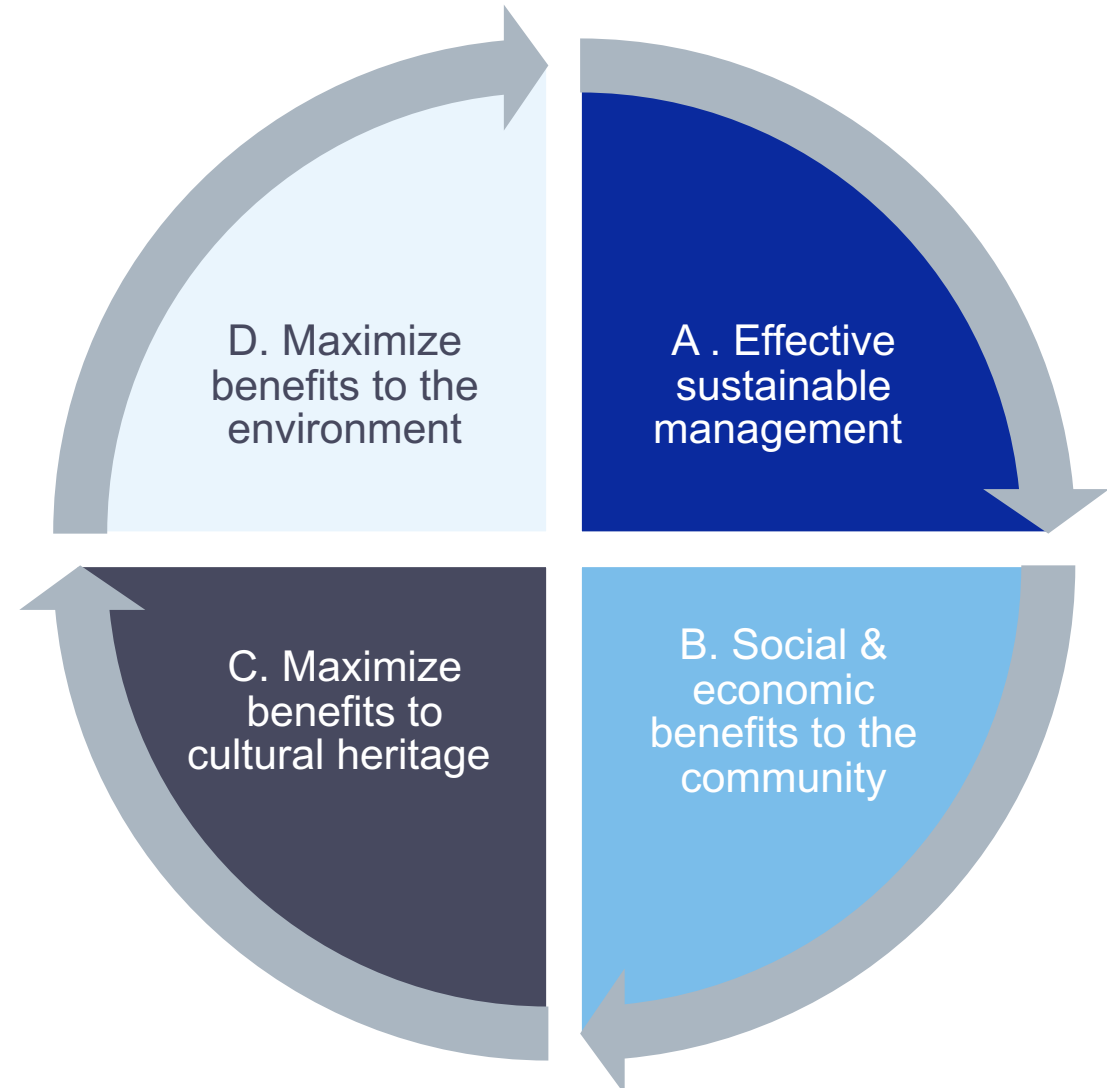 D. Maximize
benefits to the
environment
A . Effective
sustainable
management
C. Maximize
benefits to
cultural heritage
B. Social &
economic
benefits to the
community